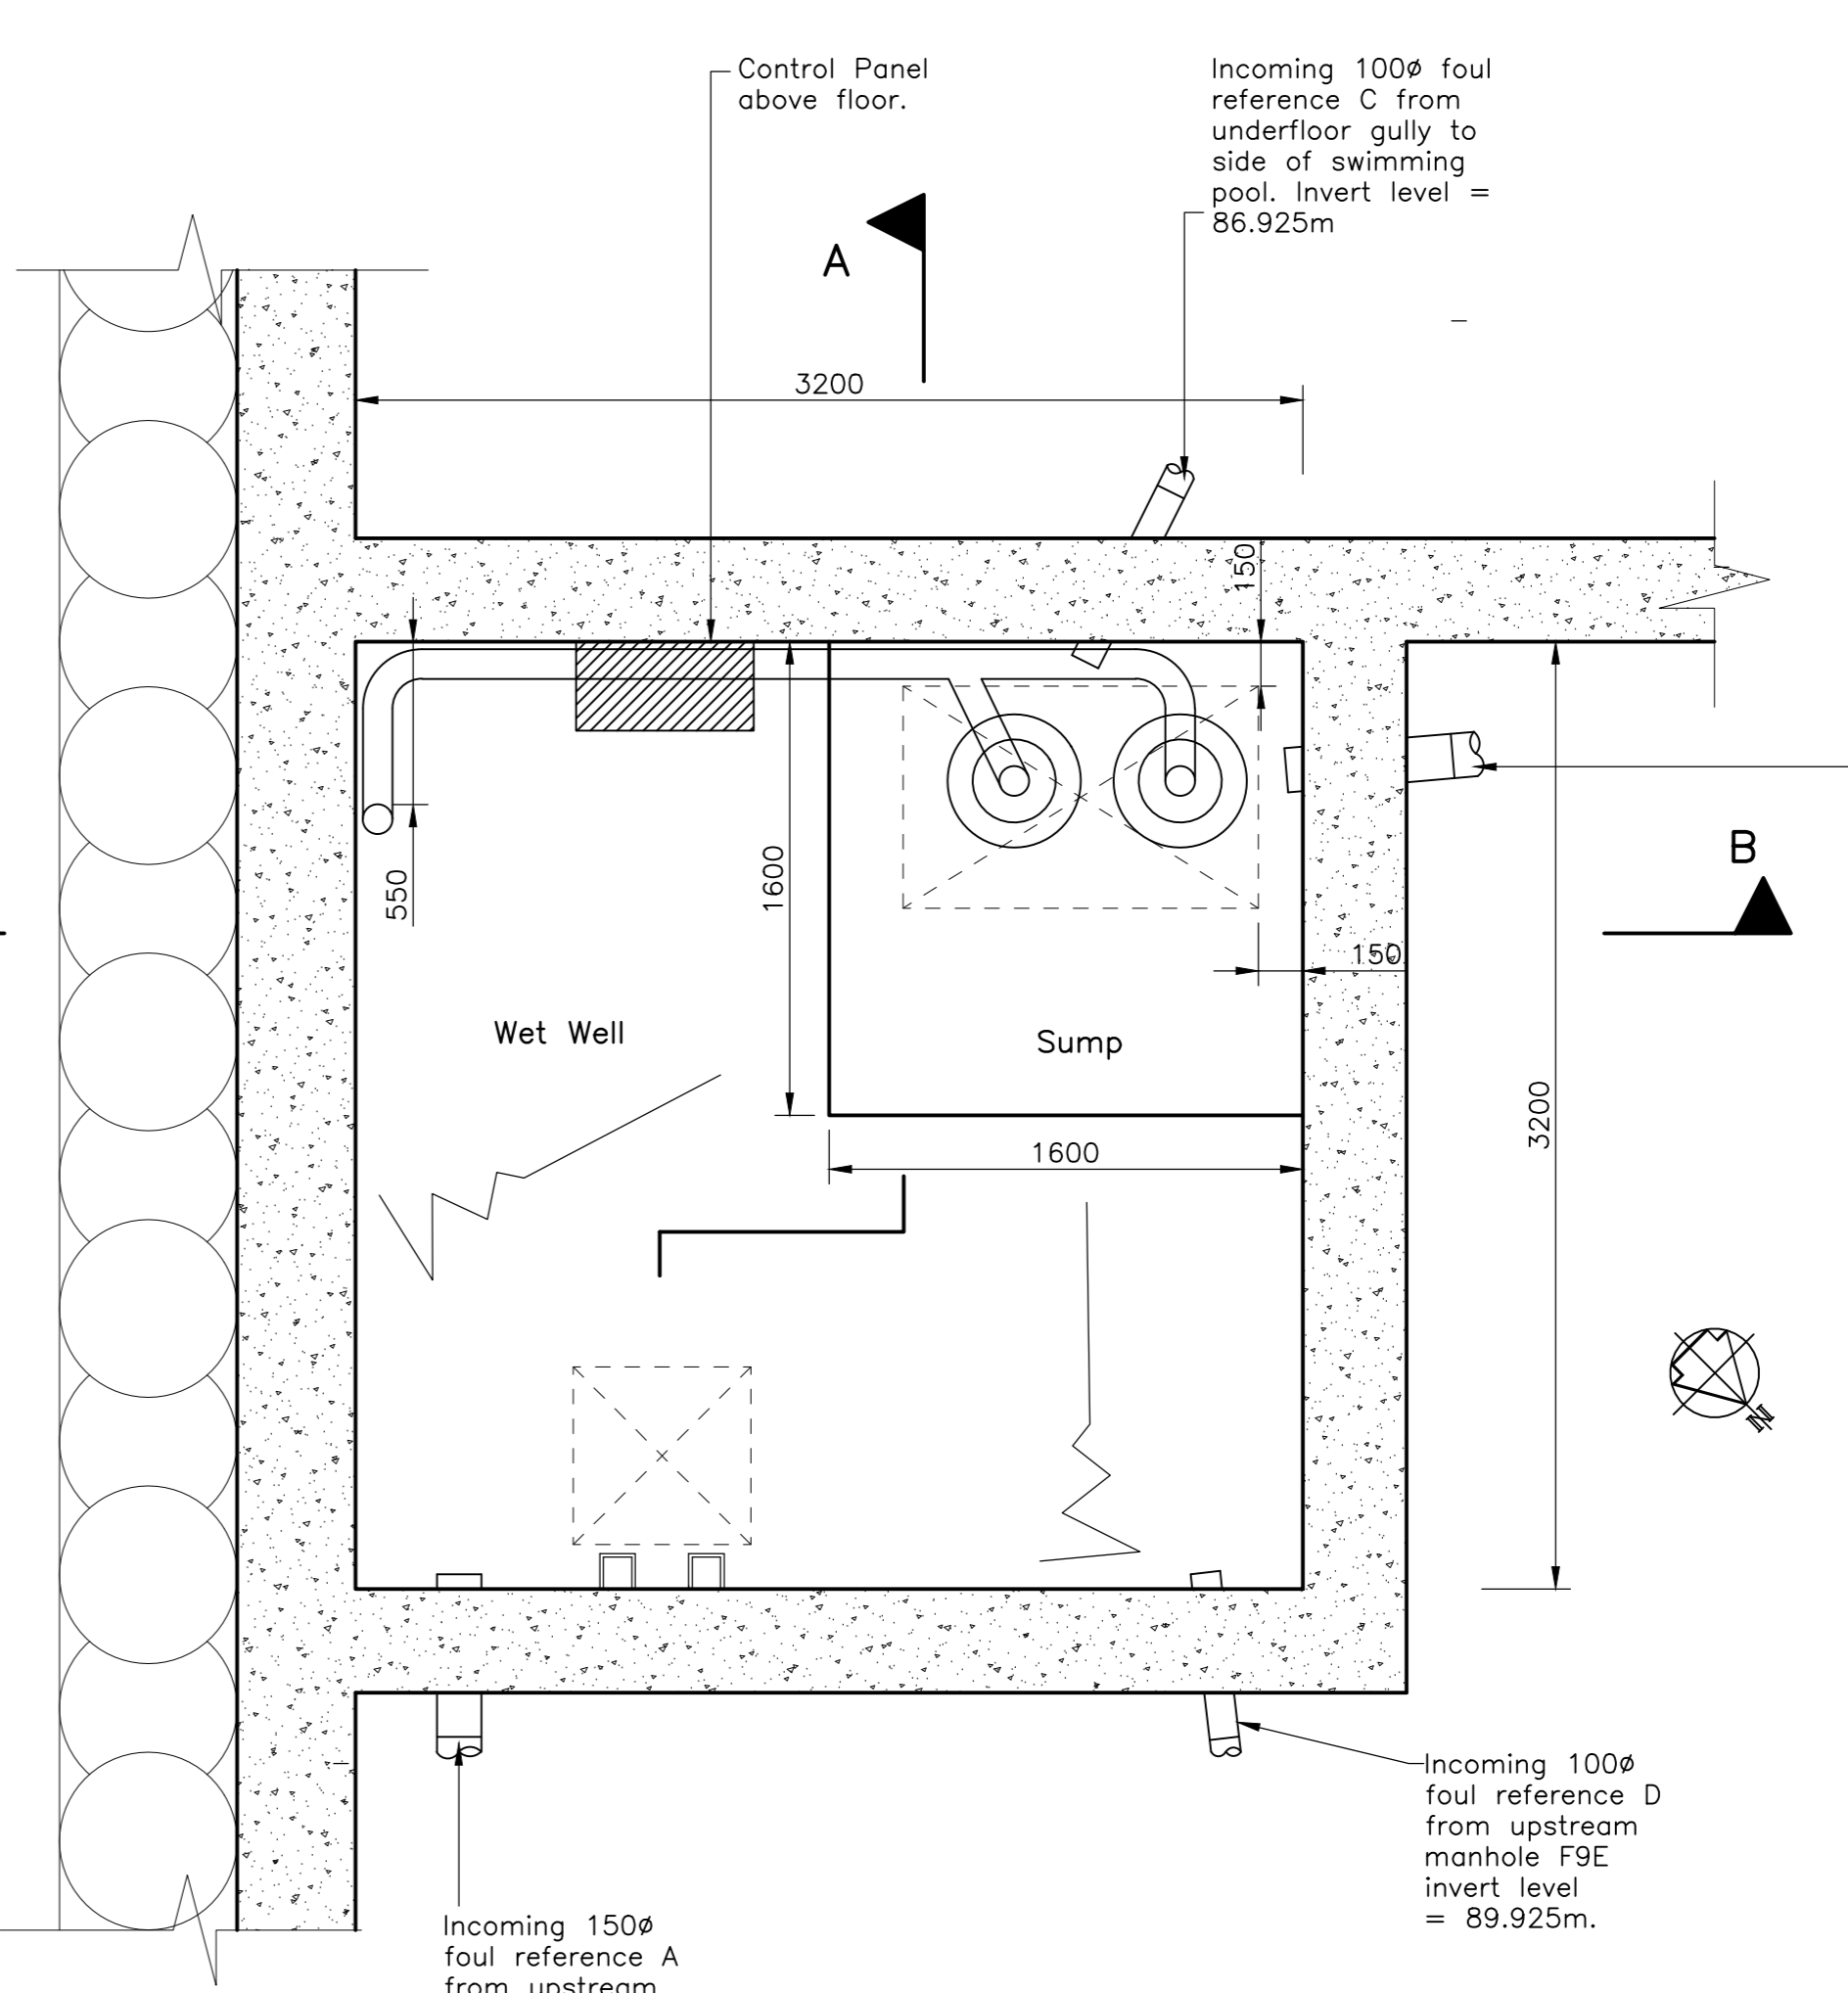 Control Panel
above floor.
Incoming 100ø foul
reference C from
underfloor gully to
side of swimming
pool. Invert level =
86.925m
A
3200
150
550
1600
B
150
Wet Well
Sump
1600
3200
N
Incoming 100ø
foul reference D
from upstream
manhole F9E
invert level
= 89.925m.
Incoming 150ø
foul reference A
from upstream